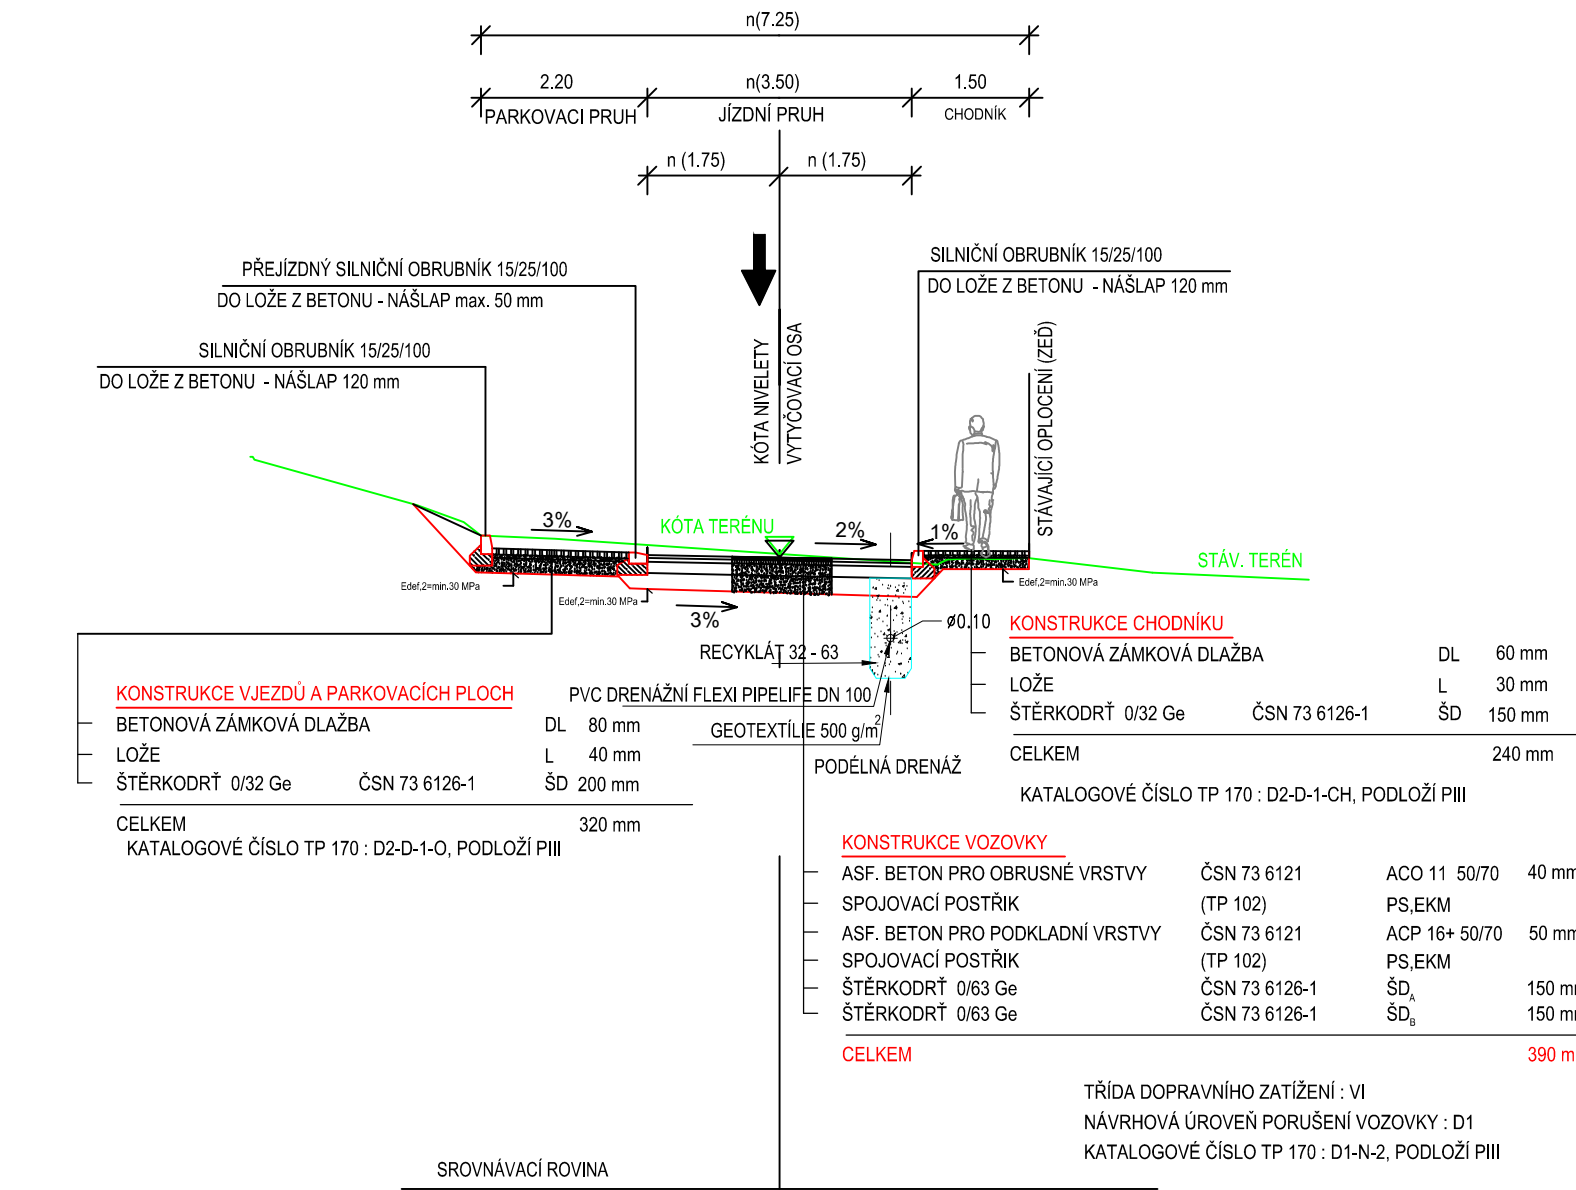 n(7.25)
2.20 n(3.50) 1.50
PARKOVACI PRUH JÍZDNÍ PRUH CHODNÍK
n (1.75) n (1.75)
PŘEJÍZDNÝ SILNIČNÍ OBRUBNÍK 15/25/100
DO LOŽE Z BETONU - NÁŠLAP max. 50 mm
SILNIČNÍ OBRUBNÍK 15/25/100
DO LOŽE Z BETONU - NÁŠLAP 120 mm
SILNIČNÍ OBRUBNÍK 15/25/100
DO LOŽE Z BETONU - NÁŠLAP 120 mm
KÓTA NIVELETY
VYTYČOVACÍ OSA
STÁVAJÍCÍ OPLOCENÍ (ZEĎ)
3% KÓTA TERÉNU 2% 1%
STÁV. TERÉN
Edef,2=min.30 MPa
Edef,2=min.30 MPa
Edef,2=min.30 MPa
3%
ø0.10
RECYKLÁT 32 - 63
PVC DRENÁŽNÍ FLEXI PIPELIFE DN 100
GEOTEXTÍLIE 500 g/m²
PODÉLNÁ DRENÁŽ
KONSTRUKCE VJEZDŮ A PARKOVACÍCH PLOCH
BETONOVÁ ZÁMKOVÁ DLAŽBA DL 80 mm
LOŽE L 40 mm
ŠTĚRKODRŤ 0/32 Ge ČSN 73 6126-1 ŠD 200 mm
CELKEM 320 mm
KATALOGOVÉ ČÍSLO TP 170 : D2-D-1-O, PODLOŽÍ PIII
KONSTRUKCE CHODNÍKU
BETONOVÁ ZÁMKOVÁ DLAŽBA DL 60 mm
LOŽE L 30 mm
ŠTĚRKODRŤ 0/32 Ge ČSN 73 6126-1 ŠD 150 mm
CELKEM 240 mm
KATALOGOVÉ ČÍSLO TP 170 : D2-D-1-CH, PODLOŽÍ PIII
KONSTRUKCE VOZOVKY
ASF. BETON PRO OBRUSNÉ VRSTVY ČSN 73 6121 ACO 11 50/70 40 mm
SPOJOVACÍ POSTŘIK (TP 102) PS,EKM
ASF. BETON PRO PODKLADNÍ VRSTVY ČSN 73 6121 ACP 16+ 50/70 50 mm
SPOJOVACÍ POSTŘIK (TP 102) PS,EKM
ŠTĚRKODRŤ 0/63 Ge ČSN 73 6126-1 ŠDA 150 m
ŠTĚRKODRŤ 0/63 Ge ČSN 73 6126-1 ŠDB 150 m
CELKEM 390 m
TŘÍDA DOPRAVNÍHO ZATÍŽENÍ : VI
NÁVRHOVÁ ÚROVEŇ PORUŠENÍ VOZOVKY : D1
KATALOGOVÉ ČÍSLO TP 170 : D1-N-2, PODLOŽÍ PIII
SROVNÁVACÍ ROVINA